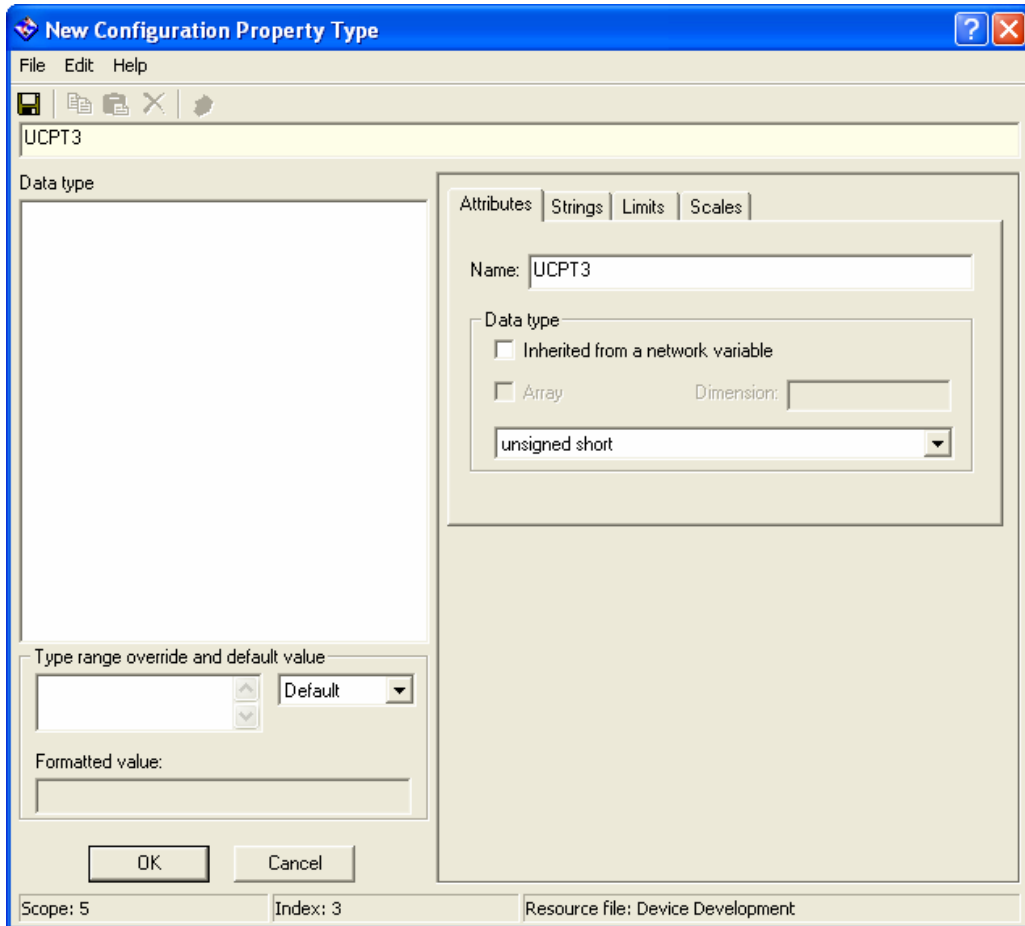 New Configuration Property Type
File Edit Help
UCPT3
Data type
Attributes Strings Limits Scales
Name: UCPT3
Data type
Inherited from a network variable
Array Dimension:
unsigned short
Type range override and default value
Default
Formatted value:
OK Cancel
Scope: 5 Index: 3 Resource file: Device Development